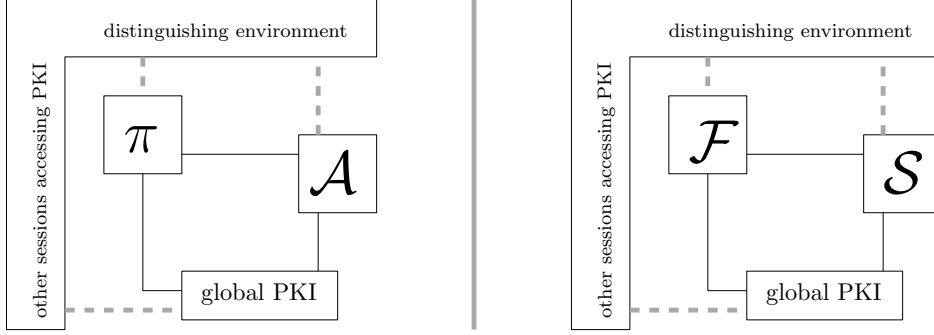 distinguishing environment
other sessions accessing PKI
π
𝒜
global PKI
distinguishing environment
other sessions accessing PKI
ℱ
𝒮
global PKI